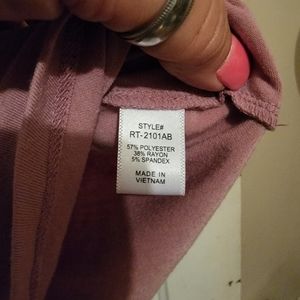 STYLE#
RT-2101AB
57% POLYESTER
38% RAYON
5% SPANDEX
MADE IN
VIETNAM